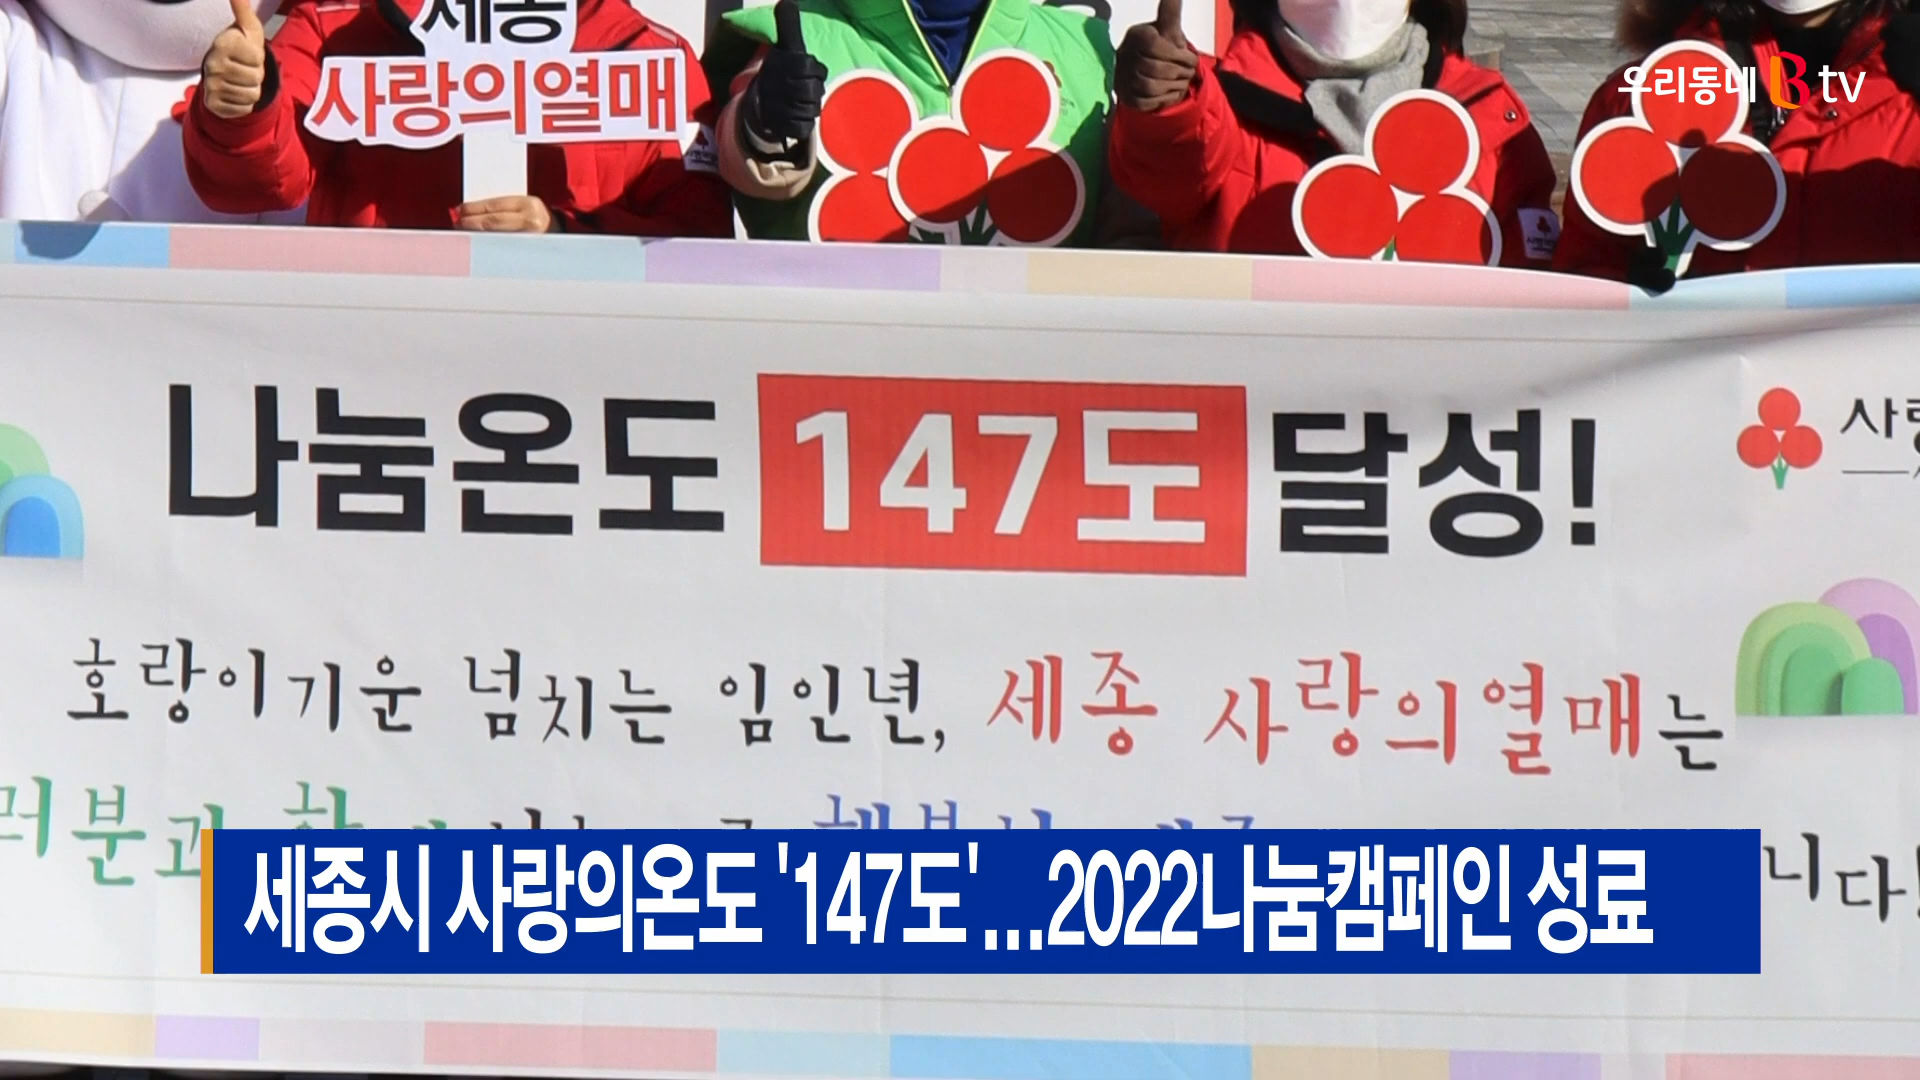 세종
사랑의열매
우리동네 B tv
나눔온도 147도 달성!
호랑이기운 넘치는 임인년, 세종 사랑의열매는
니다!
세종시 사랑의온도 '147도'...2022나눔캠페인 성료